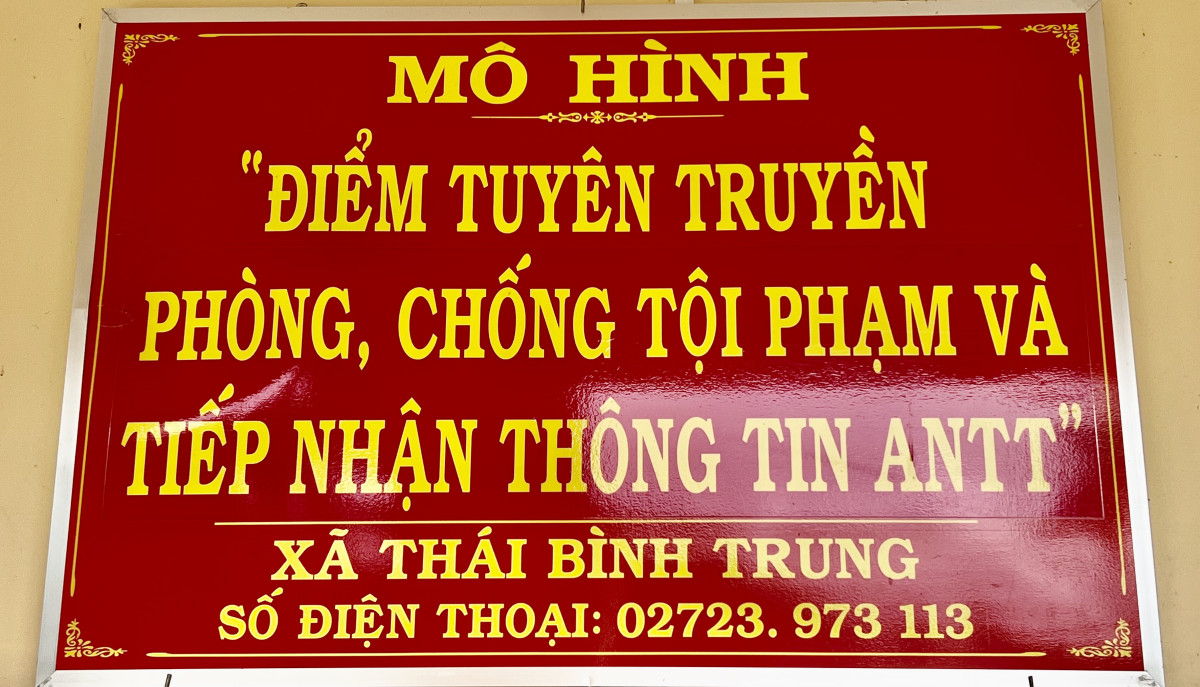 MÔ HÌNH
"ĐIỂM TUYÊN TRUYỀN
PHÒNG, CHỐNG TỘI PHẠM VÀ
TIẾP NHẬN THÔNG TIN ANTT"
XÃ THÁI BÌNH TRUNG
SỐ ĐIỆN THOẠI: 02723. 973 113